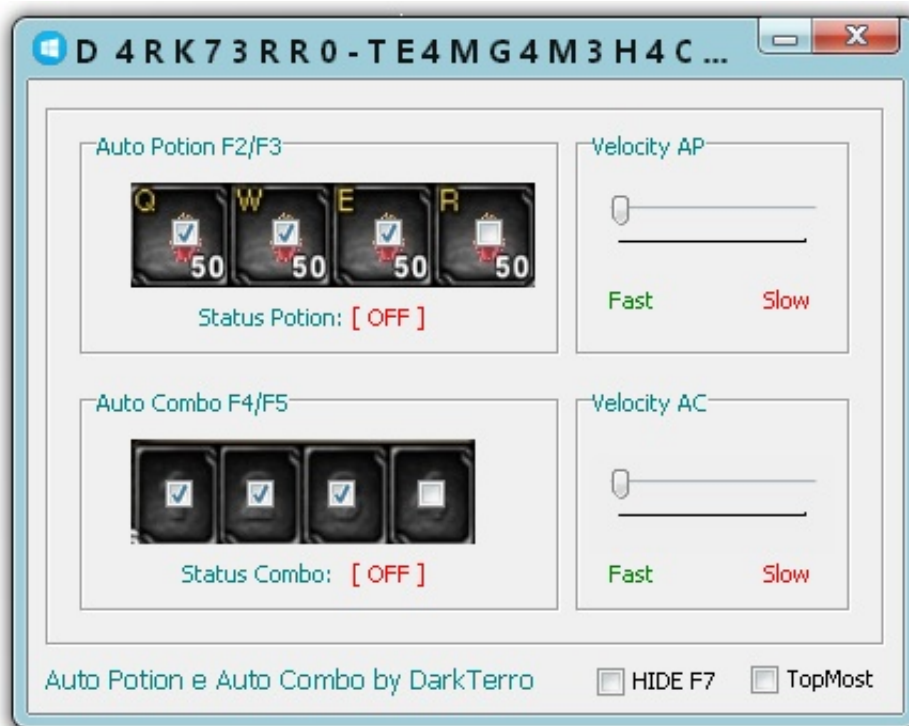 D 4 R K 7 3 R R 0 - T E 4 M G 4 M 3 H 4 C ...
Auto Potion F2/F3
Velocity AP
Q W E R
50 50 50 50
Status Potion: [ OFF ]
Fast Slow
Auto Combo F4/F5
Velocity AC
Status Combo: [ OFF ]
Fast Slow
Auto Potion e Auto Combo by DarkTerro
HIDE F7
TopMost